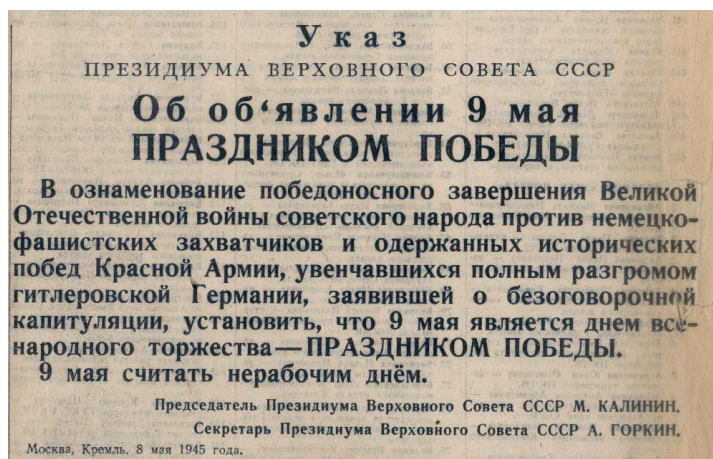 Указ
ПРЕЗИДИУМА ВЕРХОВНОГО СОВЕТА СССР
Об об‘явлении 9 мая
ПРАЗДНИКОМ ПОБЕДЫ
В ознаменование победоносного завершения Великой
Отечественной войны советского народа против немецко-
фашистских захватчиков и одержанных исторических
побед Красной Армии, увенчавшихся полным разгромом
гитлеровской Германии, заявившей о безоговорочной
капитуляции, установить, что 9 мая является днем все-
народного торжества—ПРАЗДНИКОМ ПОБЕДЫ.
9 мая считать нерабочим днём.
Председатель Президиума Верховного Совета СССР М. КАЛИНИН.
Секретарь Президиума Верховного Совета СССР А. ГОРКИН.
Москва, Кремль. 8 мая 1945 года.